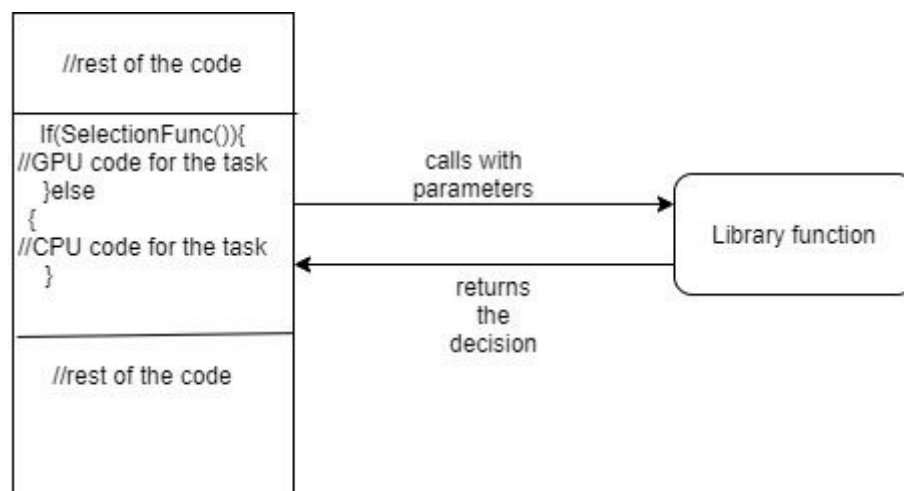 //rest of the code
If(SelectionFunc()){
//GPU code for the task
}else
{
//CPU code for the task
}
//rest of the code
calls with
parameters
returns
the
decision
Library function